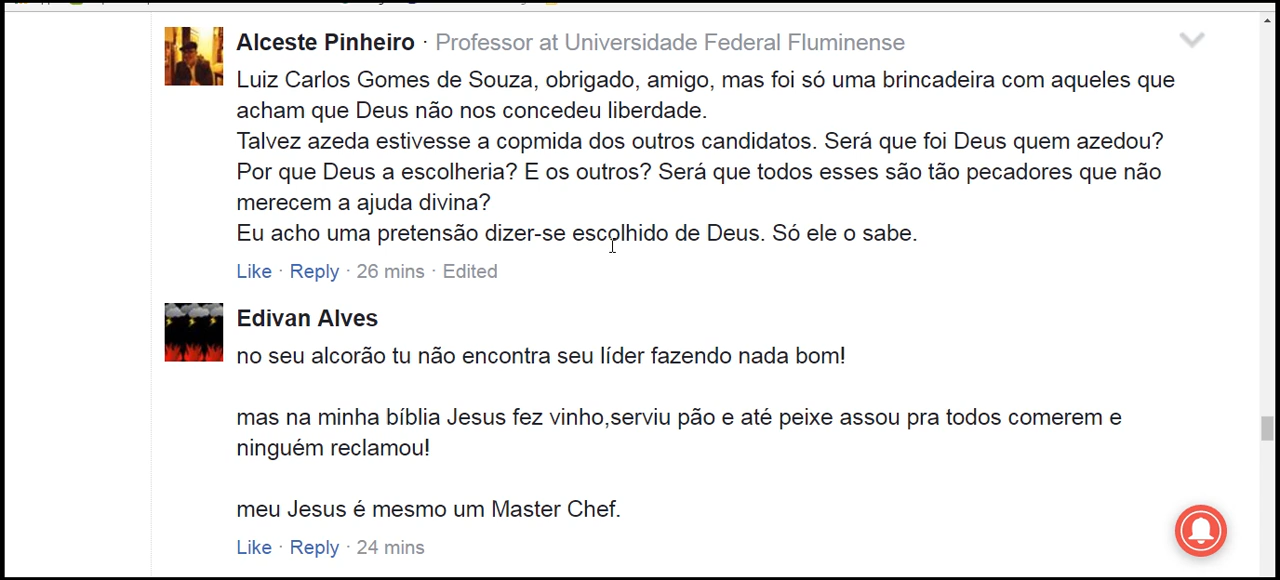 Alceste Pinheiro · Professor at Universidade Federal Fluminense
Luiz Carlos Gomes de Souza, obrigado, amigo, mas foi só uma brincadeira com aqueles que
acham que Deus não nos concedeu liberdade.
Talvez azeda estivesse a copmida dos outros candidatos. Será que foi Deus quem azedou?
Por que Deus a escolheria? E os outros? Será que todos esses são tão pecadores que não
merecem a ajuda divina?
Eu acho uma pretensão dizer-se escolhido de Deus. Só ele o sabe.
Like · Reply · 26 mins · Edited
Edivan Alves
no seu alcorão tu não encontra seu líder fazendo nada bom!
mas na minha bíblia Jesus fez vinho,serviu pão e até peixe assou pra todos comerem e
ninguém reclamou!
meu Jesus é mesmo um Master Chef.
Like · Reply · 24 mins